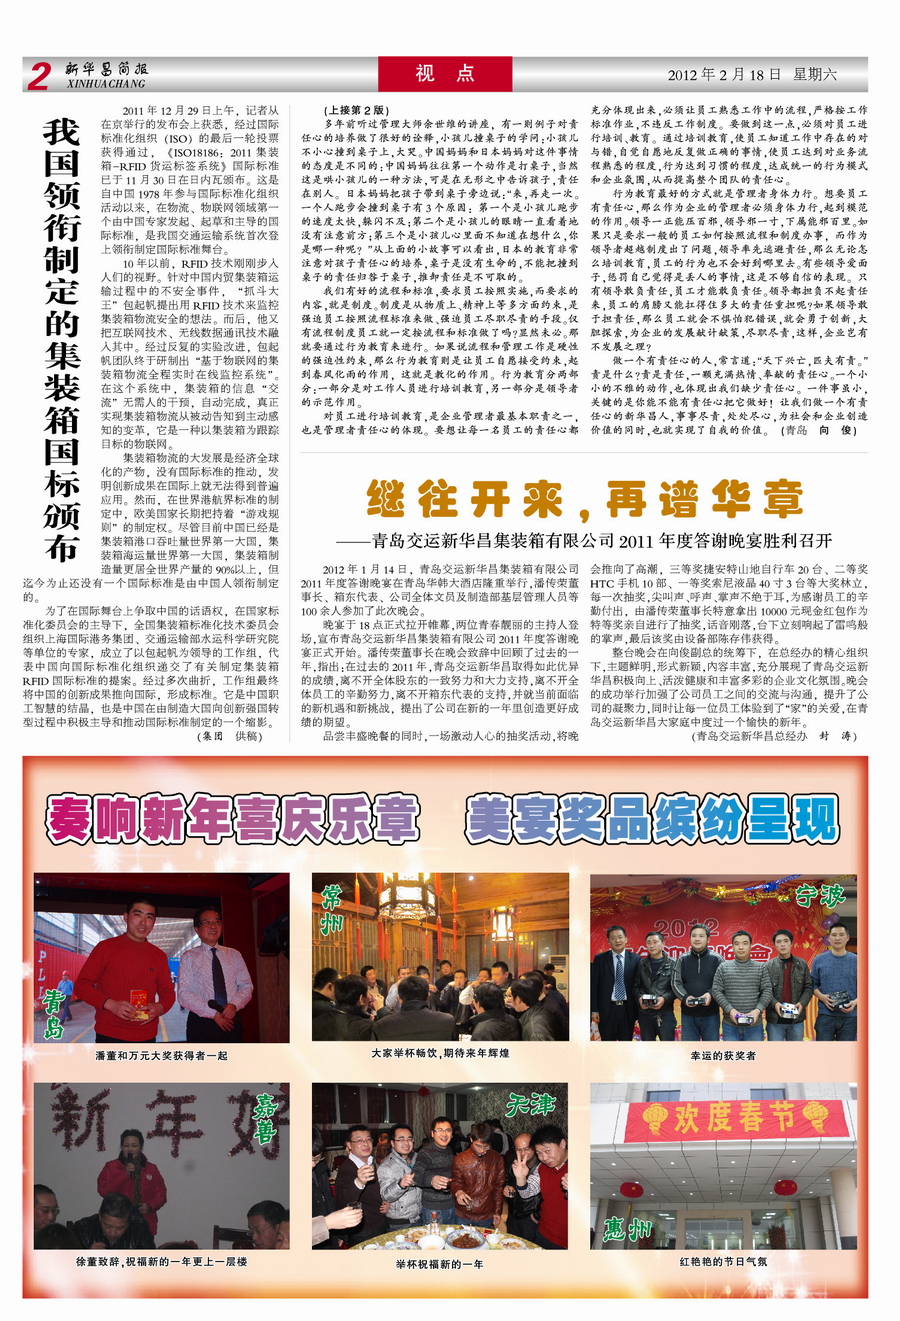 2
新华昌简报
XINHUACHANG
视 点
2012 年 2 月 18 日 星期六
我国领衔制定的集装箱国标颁布
2011 年 12 月 29 日上午，记者从
在京举行的发布会上获悉，经过国际
标准化组织（ISO）的最后一轮投票
获得通过，《ISO18186：2011 集装
箱-RFID 货运标签系统》国际标准
已于 11 月 30 日在日内瓦颁布。这是
自中国 1978 年参与国际标准化组织
活动以来，在物流、物联网领域第一
个由中国专家发起、起草和主导的国
际标准，是我国交通运输系统首次登
上领衔制定国际标准舞台。
10 年以前，RFID 技术刚刚步入
人们的视野。针对中国内贸集装箱运
输过程中的不安全事件，“抓斗大
王”包起帆提出用 RFID 技术来监控
集装箱物流安全的想法。而后，他又
把互联网技术、无线数据通讯技术融
入其中。经过反复的实验改进，包起
帆团队终于研制出“基于物联网的集
装箱物流全程实时在线监控系统”。
在这个系统中，集装箱的信息“交
流”无需人的干预，自动完成，真正
实现集装箱物流从被动告知到主动感
知的变革，它是一种以集装箱为跟踪
目标的物联网。
集装箱物流的大发展是经济全球
化的产物，没有国际标准的推动，发
明创新成果在国际上就无法得到普遍
应用。然而，在世界港航界标准的制
定中，欧美国家长期把持着“游戏规
则”的制定权。尽管目前中国已经是
集装箱港口吞吐量世界第一大国，集
装箱海运量世界第一大国，集装箱制
造量更居全世界产量的 90%以上，但
迄今为止还没有一个国际标准是由中国人领衔制定
的。
为了在国际舞台上争取中国的话语权，在国家标
准化委员会的主导下，全国集装箱标准化技术委员会
组织上海国际港务集团、交通运输部水运科学研究院
等单位的专家，成立了以包起帆为领导的工作组，代
表中国向国际标准化组织递交了有关制定集装箱
RFID 国际标准的提案。经过多次曲折，工作组最终
将中国的创新成果推向国际，形成标准。它是中国职
工智慧的结晶，也是中国在由制造大国向创新强国转
型过程中积极主导和推动国际标准制定的一个缩影。
（集团 供稿）
（上接第 2 版）
多年前听过管理大师余世维的讲座，有一则例子对责
任心的培养做了很好的诠释,小孩儿撞桌子的学问:小孩儿
不小心撞到桌子上,大哭。中国妈妈和日本妈妈对这件事情
的态度是不同的:中国妈妈往往第一个动作是打桌子,当然
这是哄小孩儿的一种方法,可是在无形之中告诉孩子,责任
在别人。日本妈妈把孩子带到桌子旁边说:“来,再走一次。
一个人跑步会撞到桌子有 3 个原因：第一个是小孩儿跑步
的速度太快,躲闪不及;第二个是小孩儿的眼睛一直看着地
没有注意前方;第三个是小孩儿心里面不知道在想什么,你
是哪一种呢？”从上面的小故事可以看出,日本的教育非常
注意对孩子责任心的培养,桌子是没有生命的,不能把撞到
桌子的责任归咎于桌子,推卸责任是不可取的。
我们有好的流程和标准,要求员工按照实施,而要求的
内容,就是制度。制度是从物质上、精神上等多方面约束,是
强迫员工按照流程标准来做、强迫员工尽职尽责的手段。仅
有流程制度员工就一定按流程和标准做了吗?显然未必。那
就要通过行为教育来进行。如果说流程和管理工作是硬性
的强迫性约束,那么行为教育则是让员工自愿接受约束,起
到春风化雨的作用，这就是教化的作用。行为教育分两部
分:一部分是对工作人员进行培训教育,另一部分是领导者
的示范作用。
对员工进行培训教育,是企业管理者最基本职责之一,
也是管理者责任心的体现。要想让每一名员工的责任心都
充分体现出来,必须让员工熟悉工作中的流程,严格按工作
标准作业,不违反工作制度。要做到这一点,必须对员工进
行培训、教育。通过培训教育,使员工知道工作中存在的对
与错,自觉自愿地反复做正确的事情,使员工达到对业务流
程熟悉的程度,行为达到习惯的程度,达成统一的行为模式
和企业氛围,从而提高整个团队的责任心。
行为教育最好的方式就是管理者身体力行。想要员工
有责任心,那么作为企业的管理者必须身体力行,起到模范
的作用。领导一正能压百邪,领导邪一寸,下属能邪百里。如
果只是要求一般的员工如何按照流程和制度办事，而作为
领导者超越制度出了问题,领导率先逃避责任,那么无论怎
么培训教育,员工的行为也不会好到哪里去。有些领导爱面
子,惩罚自己觉得是丢人的事情,这是不够自信的表现。只
有领导敢负责任,员工才能敢负责任。领导都担负不起责任
来,员工的肩膀又能扛得住多大的责任重担呢?如果领导敢
于担责任,那么员工就会不惧怕犯错误,就会勇于创新,大
胆探索,为企业的发展献计献策,尽职尽责,这样,企业岂有
不发展之理?
做一个有责任心的人,常言道:“天下兴亡,匹夫有责。”
责是什么?责是责任,一颗充满热情、奉献的责任心。一个小
小的不雅的动作,也体现出我们缺少责任心。一件事虽小,
关键的是你能不能有责任心把它做好！让我们做一个有责
任心的新华昌人,事事尽责,处处尽心,为社会和企业创造
价值的同时,也就实现了自我的价值。（青岛 向 俊）
继往开来，再谱华章
——青岛交运新华昌集装箱有限公司 2011 年度答谢晚宴胜利召开
2012 年 1 月 14 日，青岛交运集装箱有限公司
2011 年度答谢晚宴在青岛华韩大酒店隆重举行,潘传荣董
事长、箱东代表、公司全体文员及制造部基层管理人员等
100 余人参加了此次晚会。
晚宴于 18 点正式拉开帷幕,两位青春靓丽的主持人登
场,宣布青岛交运新华昌集装箱有限公司 2011 年度答谢晚
宴正式开始。潘传荣董事长在晚会致辞中回顾了过去的一
年,指出:在过去的 2011 年,青岛交运新华昌取得如此优异
的成绩,离不开全体股东的一致努力和大力支持,离不开全
体员工的辛勤努力,离不开箱东代表的支持,并就当前面临
的新机遇和新挑战，提出了公司在新的一年里创造更好成
绩的期望。
品尝丰盛晚餐的同时,一场激动人心的抽奖活动,将晚
会推向了高潮，三等奖捷安特山地自行车 20 台、二等奖
HTC 手机 10 部、一等奖索尼液晶 40 寸 3 台等大奖林立,
每一次抽奖,尖叫声、呼声、掌声不绝于耳,为感谢员工的辛
勤付出，由潘传荣董事长特意拿出 10000 元现金红包作为
特等奖亲自进行了抽奖,话音刚落,台下立刻响起了雷鸣般
的掌声,最后该奖由设备部陈存伟获得。
整台晚会在向俊副总的统筹下，在总经办的精心组织
下,主题鲜明,形式新颖,内容丰富,充分展现了青岛交运新
华昌积极向上、活泼健康和丰富多彩的企业文化氛围。晚会
的成功举行加强了公司员工之间的交流与沟通，提升了公
司的凝聚力,同时让每一位员工体验到了“家”的关爱,在青
岛交运新华昌大家庭中度过一个愉快的新年。
（青岛交运新华昌总经办 封 涛）
奏响新年喜庆乐章 美宴奖品缤纷呈现
青岛
潘董和万元大奖获得者一起
常州
大家举杯畅饮,期待来年辉煌
宁波
2012
幸运的获奖者
新年好
嘉善
徐董致辞,祝福新的一年更上一层楼
天津
举杯祝福新的一年
欢度春节
惠州
红艳艳的节日气氛